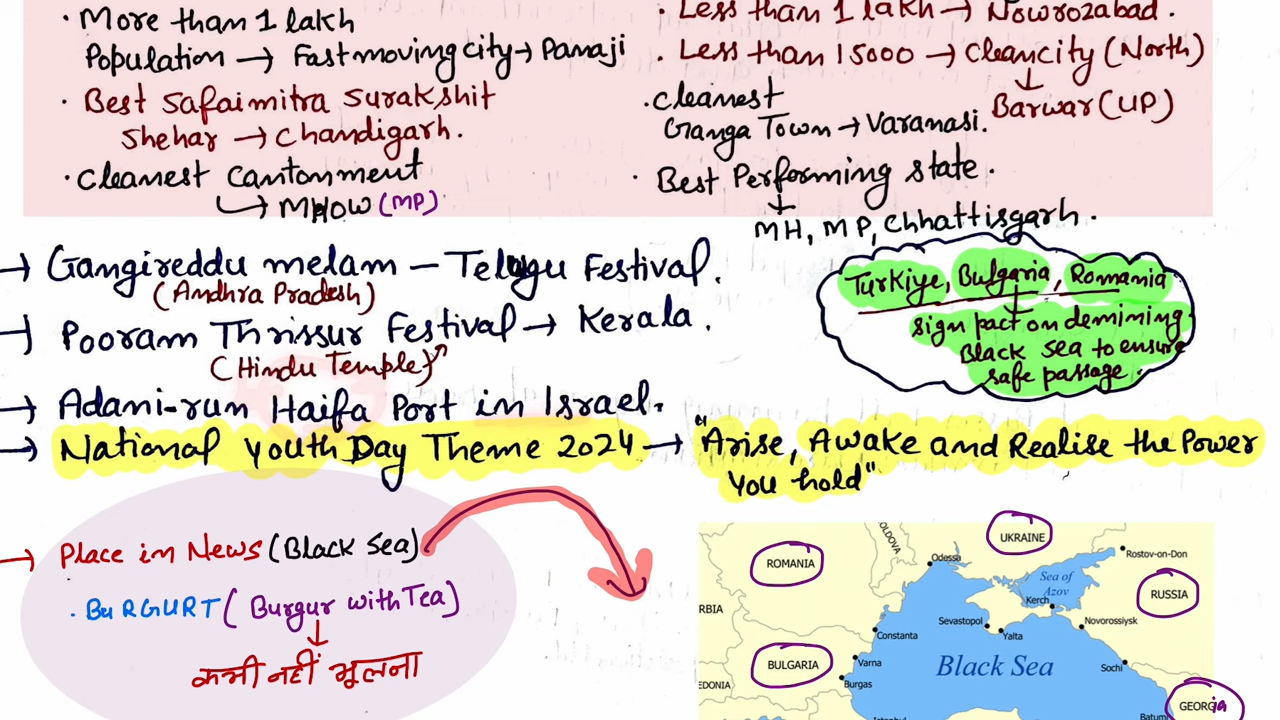 · More than 1 lakh
Population → Fast moving city → Panaji
· Best Safaimitra Surakshit
Shehar → Chandigarh.
· Cleanest Cantonment
→ MHOW (MP)
· Less than 1 lakh → Nowrozabad.
· Less than 15000 → Cleancity (North)
↓
Barwar (UP)
· Cleanest
Ganga Town → Varanasi.
· Best Performing state.
↓
MH, MP, Chhattisgarh.
→ Gangireddu melam – Telugu Festival.
(Andhra Pradesh)
→ Pooram Thrissur Festival → Kerala.
(Hindu Temple)
→ Adani-run Haifa Port in Israel.
→ National Youth Day Theme 2024 → "Arise, Awake and Realise the Power
You hold"
Turkiye, Bulgaria, Romania
sign pact on demining
Black sea to ensure
safe passage.
→ Place in News (Black Sea)
· BURGURT (Burgur with Tea)
↓
कभी नहीं भूलना
UKRAINE
ROMANIA
OLDOVA
Odessa
Rostov-on-Don
Sea of
Azov
RBIA
Kerch
RUSSIA
Sevastopol
Yalta
Novorossiysk
Constanta
BULGARIA
Varna
Black Sea
Sochi
EDONIA
Burgas
GEORGia
Istanbul
Batumi